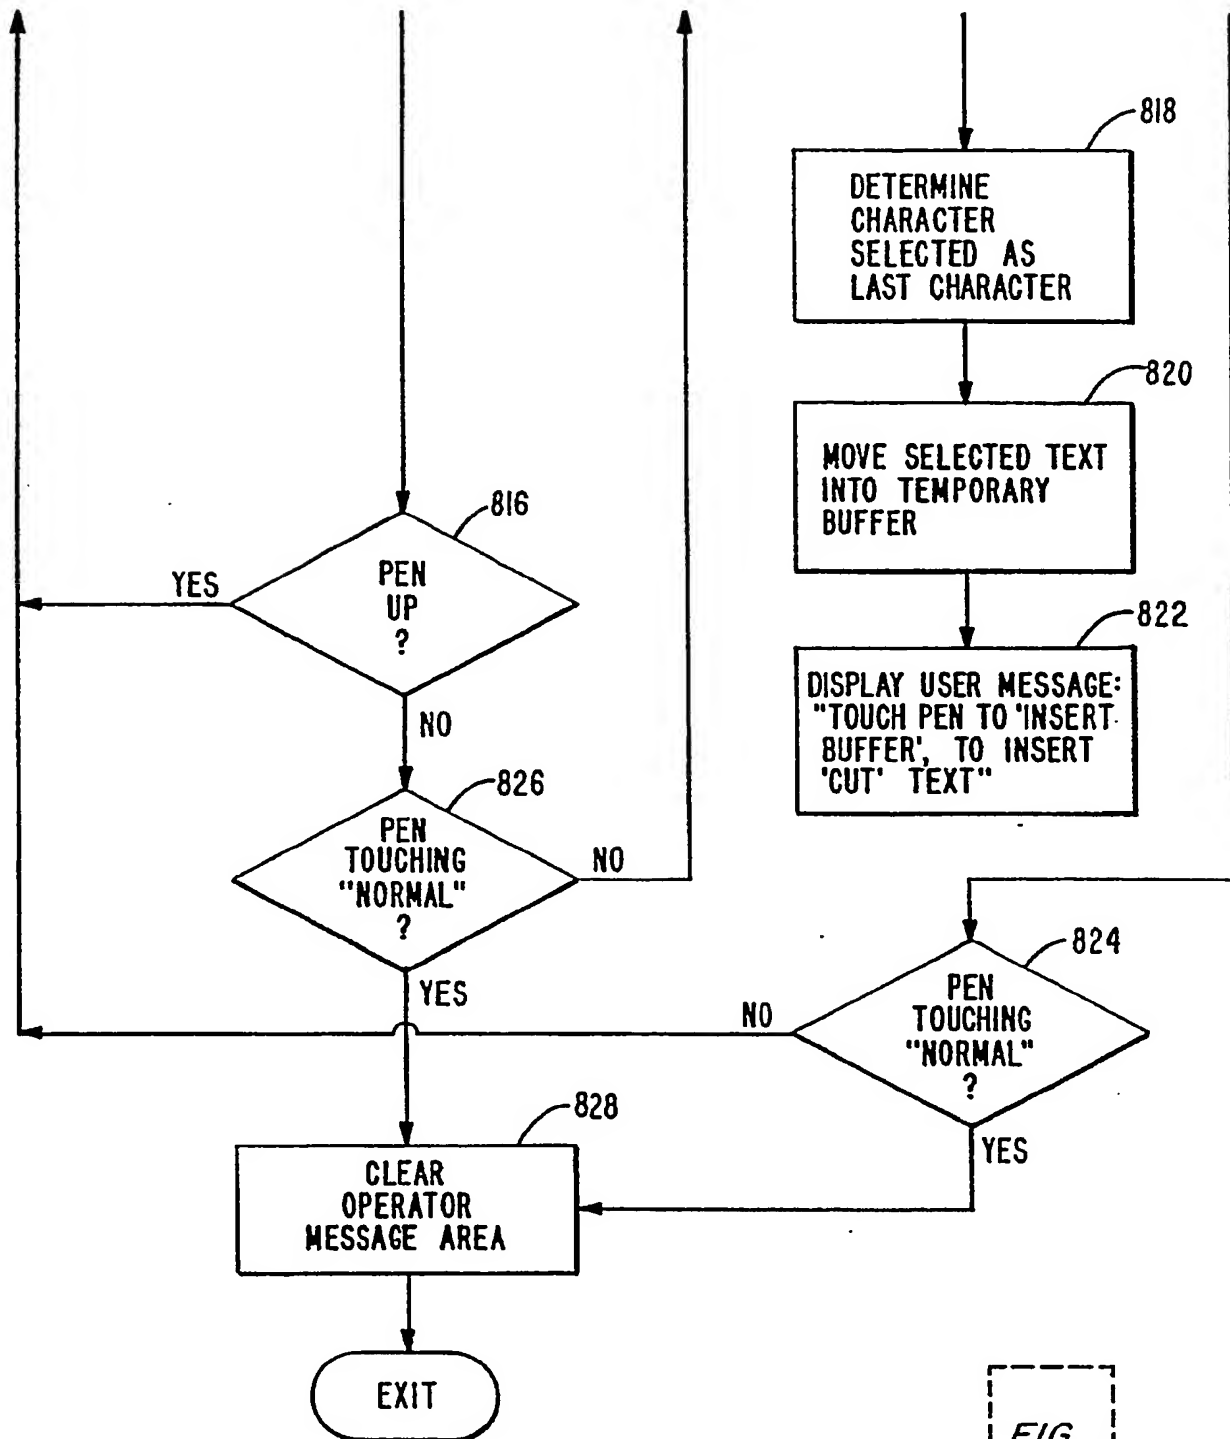 818
DETERMINE
CHARACTER
SELECTED AS
LAST CHARACTER
820
MOVE SELECTED TEXT
INTO TEMPORARY
BUFFER
816
PEN
UP
?
YES
NO
822
DISPLAY USER MESSAGE:
"TOUCH PEN TO 'INSERT
BUFFER', TO INSERT
'CUT' TEXT"
826
PEN
TOUCHING
"NORMAL"
?
NO
YES
824
PEN
TOUCHING
"NORMAL"
?
NO
YES
828
CLEAR
OPERATOR
MESSAGE AREA
EXIT
FIG